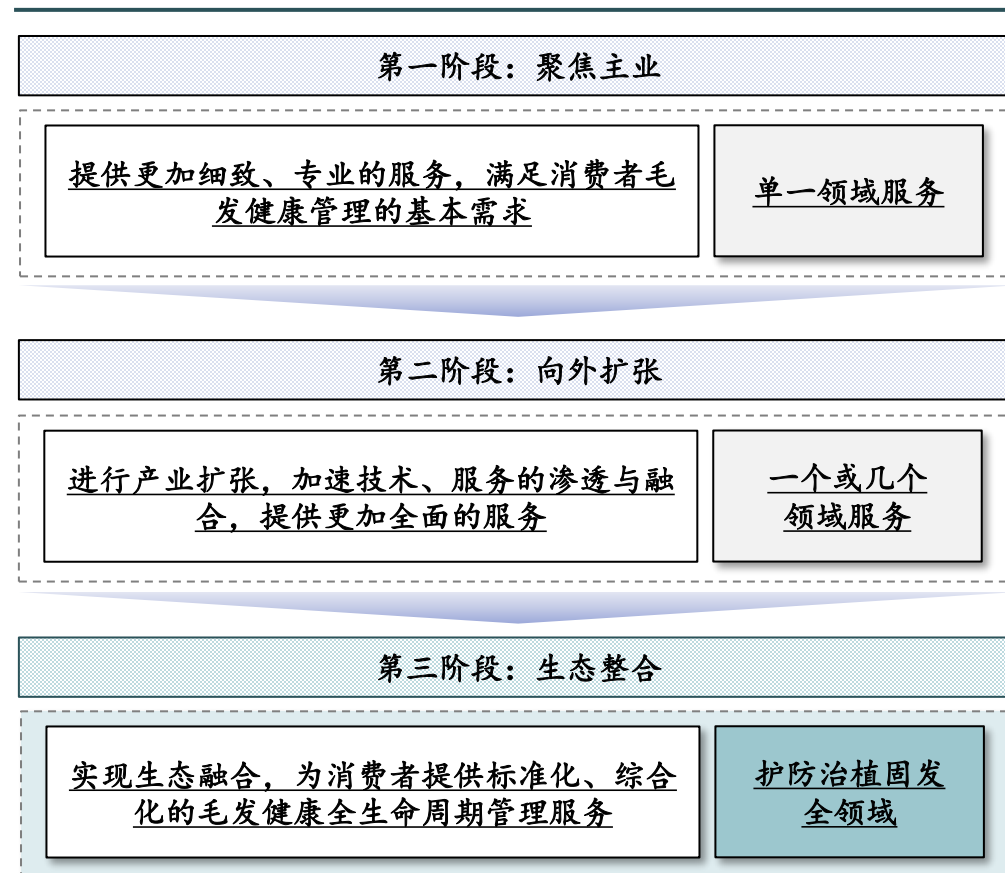 第一阶段：聚焦主业
提供更加细致、专业的服务，满足消费者毛
发健康管理的基本需求
单一领域服务
第二阶段：向外扩张
进行产业扩张，加速技术、服务的渗透与融
合，提供更加全面的服务
一个或几个
领域服务
第三阶段：生态整合
实现生态融合，为消费者提供标准化、综合
化的毛发健康全生命周期管理服务
护防治植固发
全领域